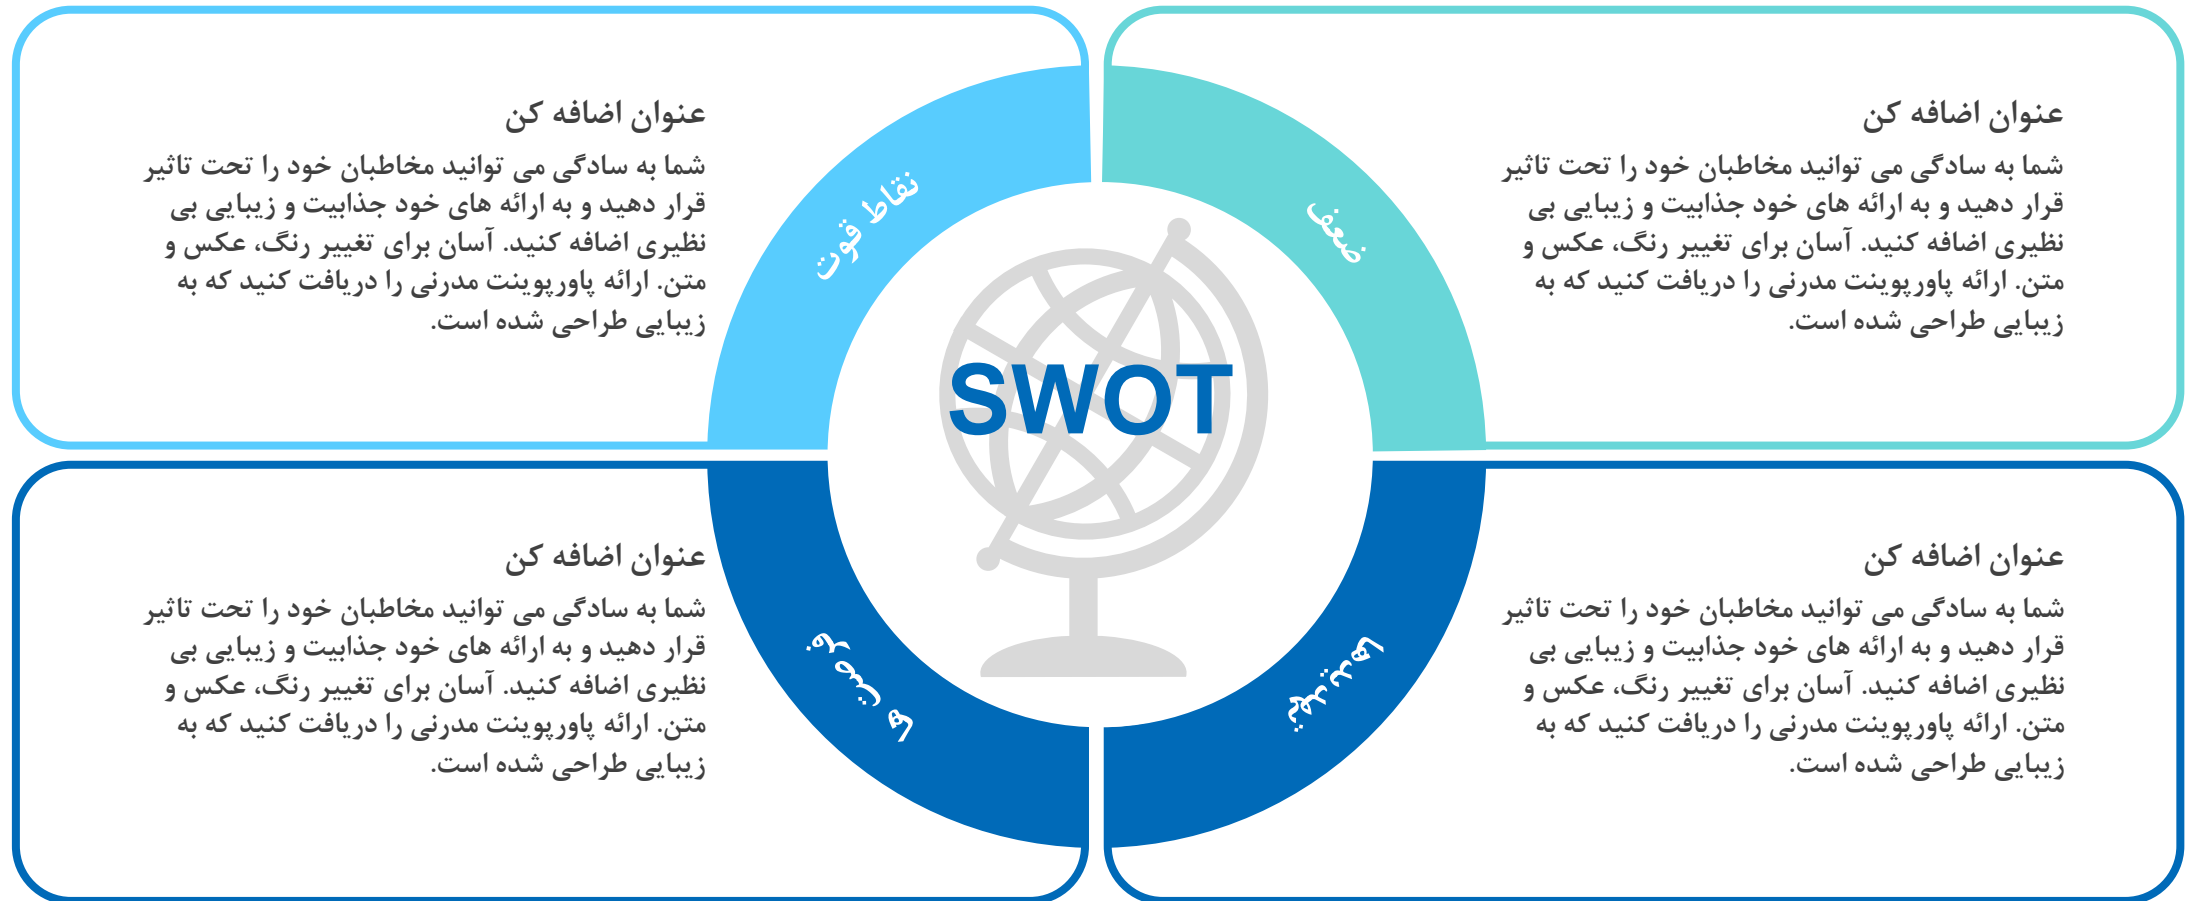 عنوان اضافه کن
شما به سادگی می توانید مخاطبان خود را تحت تاثیر
قرار دهید و به ارائه های خود جذابیت و زیبایی بی
نظیری اضافه کنید. آسان برای تغییر رنگ، عکس و
متن. ارائه پاورپوینت مدرنی را دریافت کنید که به
زیبایی طراحی شده است.
ضعف
عنوان اضافه کن
شما به سادگی می توانید مخاطبان خود را تحت تاثیر
قرار دهید و به ارائه های خود جذابیت و زیبایی بی
نظیری اضافه کنید. آسان برای تغییر رنگ، عکس و
متن. ارائه پاورپوینت مدرنی را دریافت کنید که به
زیبایی طراحی شده است.
نقاط قوت
SWOT
عنوان اضافه کن
شما به سادگی می توانید مخاطبان خود را تحت تاثیر
قرار دهید و به ارائه های خود جذابیت و زیبایی بی
نظیری اضافه کنید. آسان برای تغییر رنگ، عکس و
متن. ارائه پاورپوینت مدرنی را دریافت کنید که به
زیبایی طراحی شده است.
تهدیدها
عنوان اضافه کن
شما به سادگی می توانید مخاطبان خود را تحت تاثیر
قرار دهید و به ارائه های خود جذابیت و زیبایی بی
نظیری اضافه کنید. آسان برای تغییر رنگ، عکس و
متن. ارائه پاورپوینت مدرنی را دریافت کنید که به
زیبایی طراحی شده است.
فرصت ها